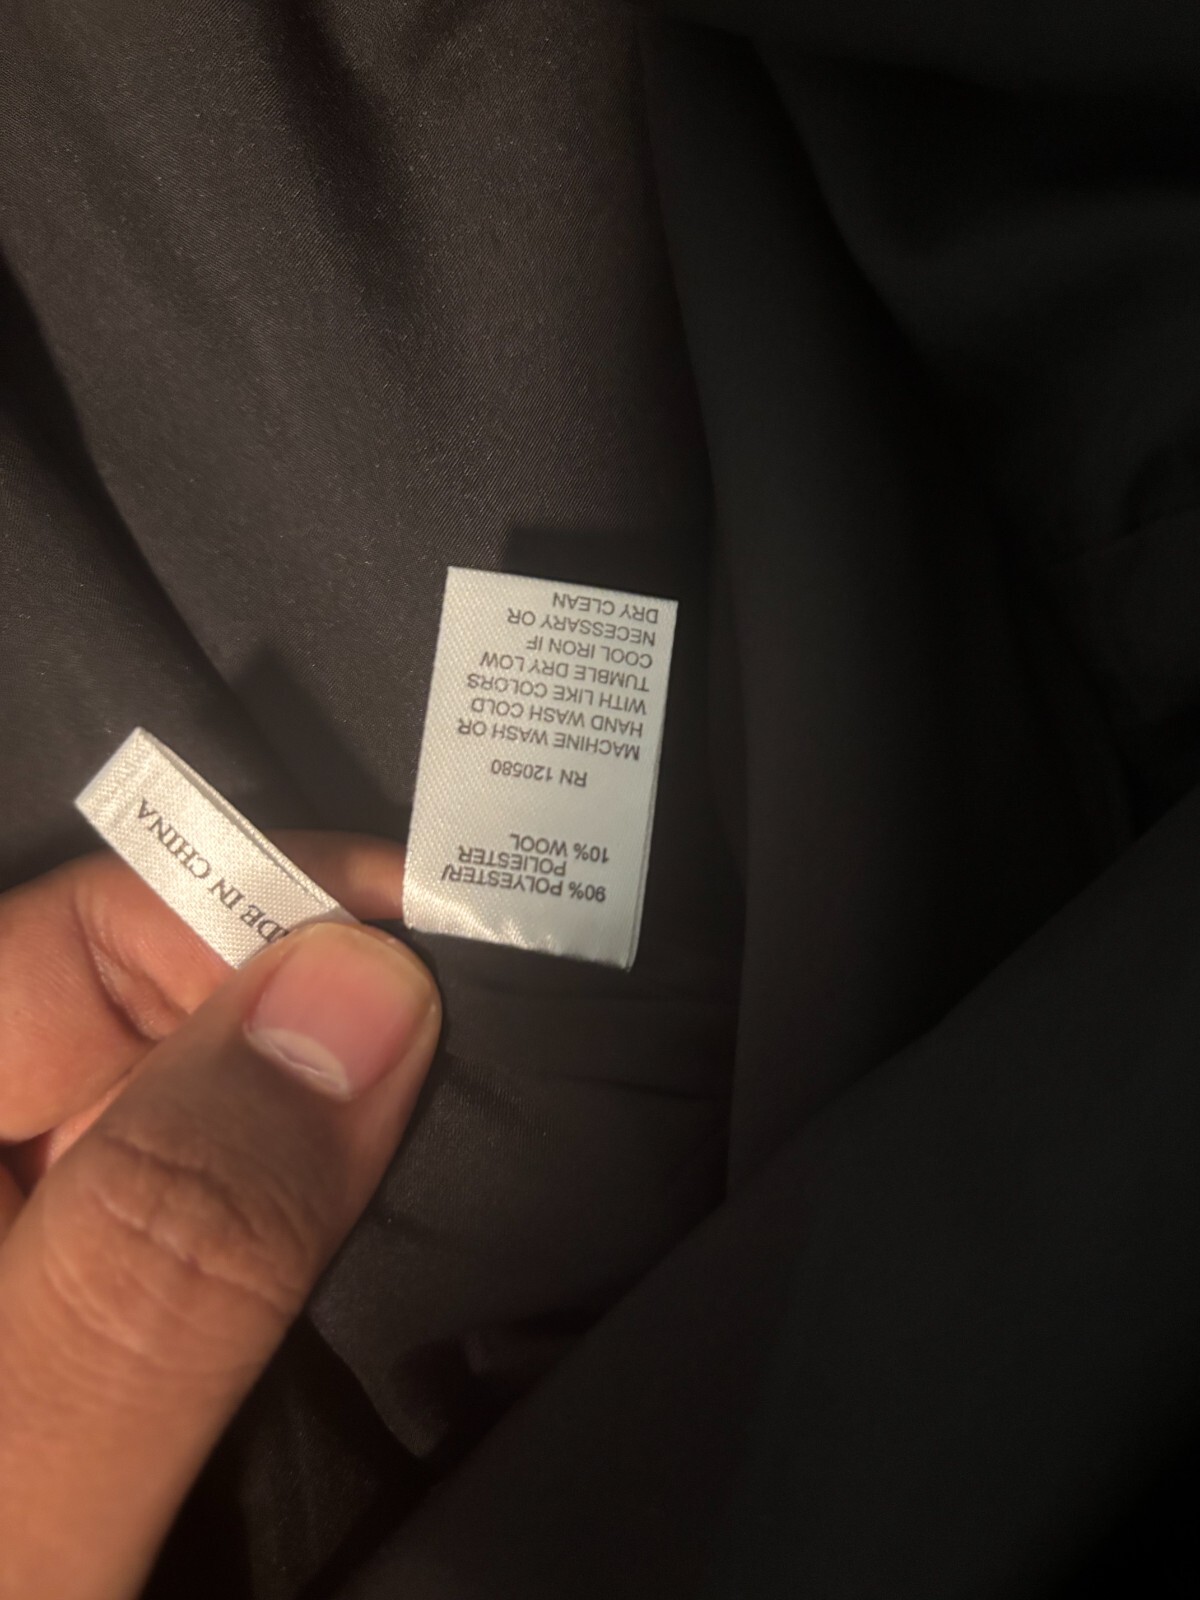 90% POLYESTER/
POLIESTER
10% WOOL
RN 120580
MACHINE WASH OR
HAND WASH COLD
WITH LIKE COLORS
TUMBLE DRY LOW
COOL IRON IF
NECESSARY OR
DRY CLEAN
DE IN CHINA